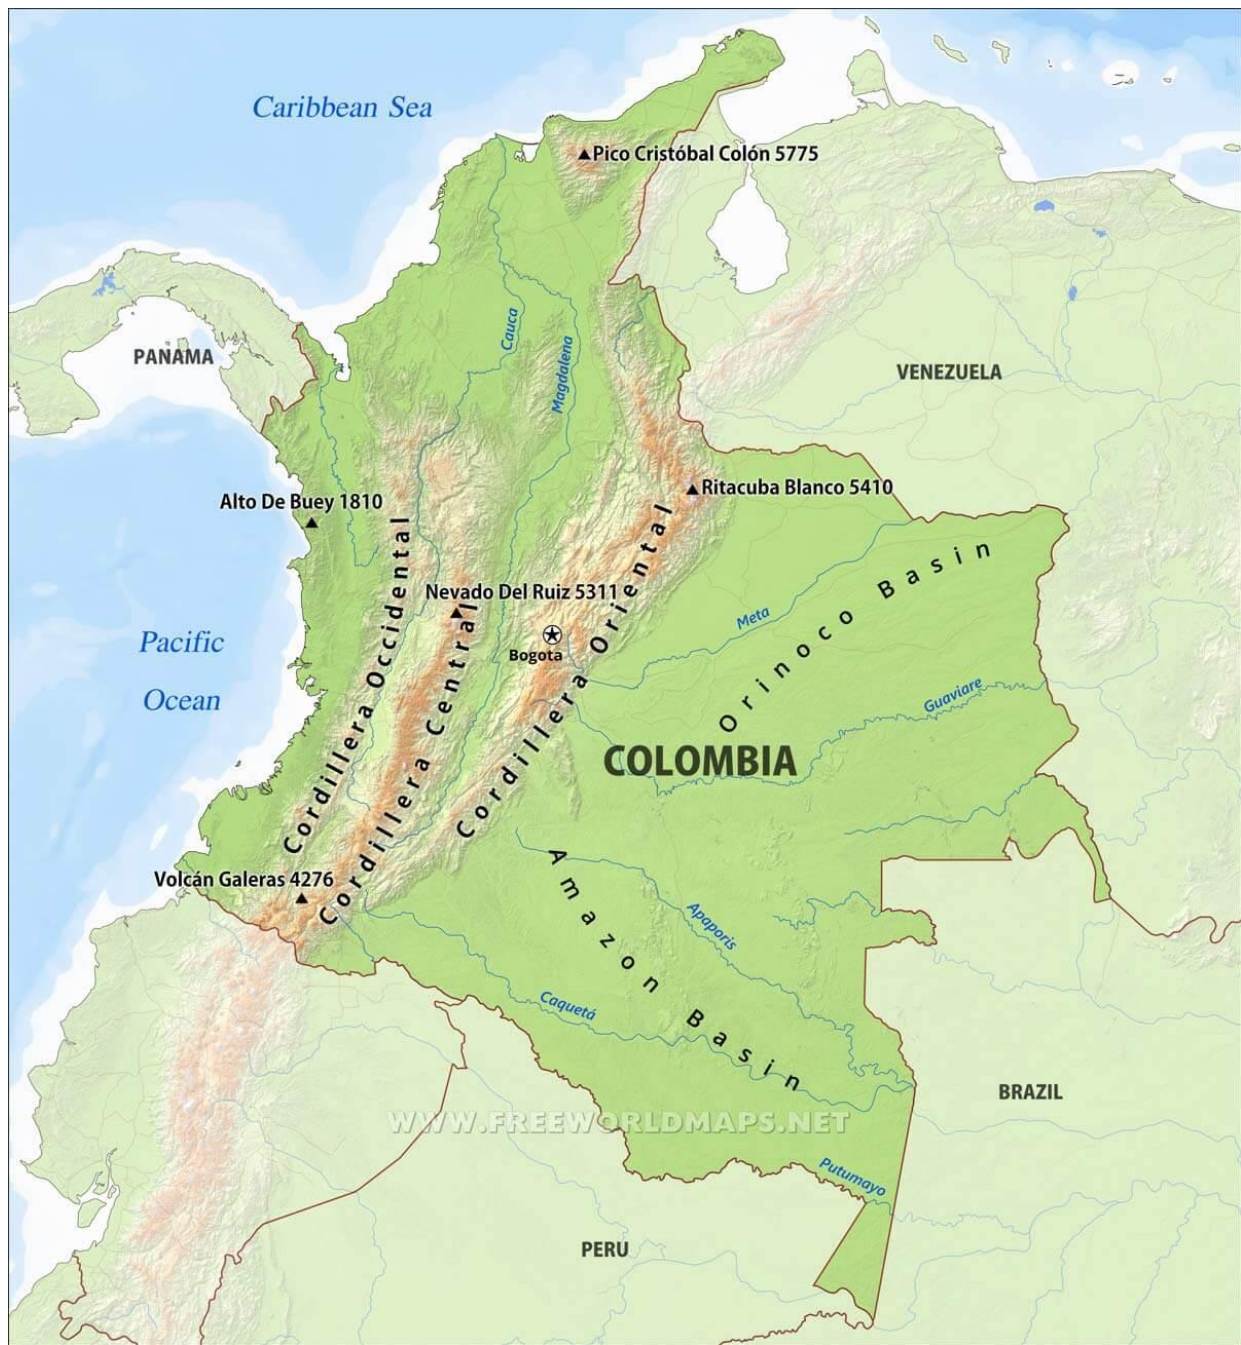 Caribbean Sea
Pico Cristóbal Colón 5775
Cauca
Magdalena
PANAMA
VENEZUELA
Alto De Buey 1810
Ritacuba Blanco 5410
Cordillera Occidental
Nevado Del Ruiz 5311
Cordillera Central
Bogota
Cordillera Oriental
Meta
Orinoco Basin
Guaviare
Pacific
Ocean
COLOMBIA
Volcán Galeras 4276
Amazon Basin
Apaporis
Caquetá
BRAZIL
WWW.FREEWORLDMAPS.NET
Putumayo
PERU